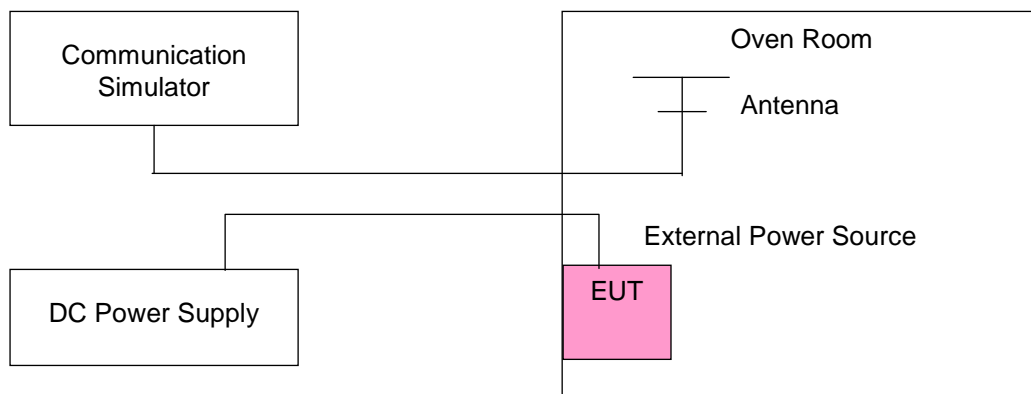 Communication
Simulator
Oven Room
Antenna
External Power Source
DC Power Supply
EUT